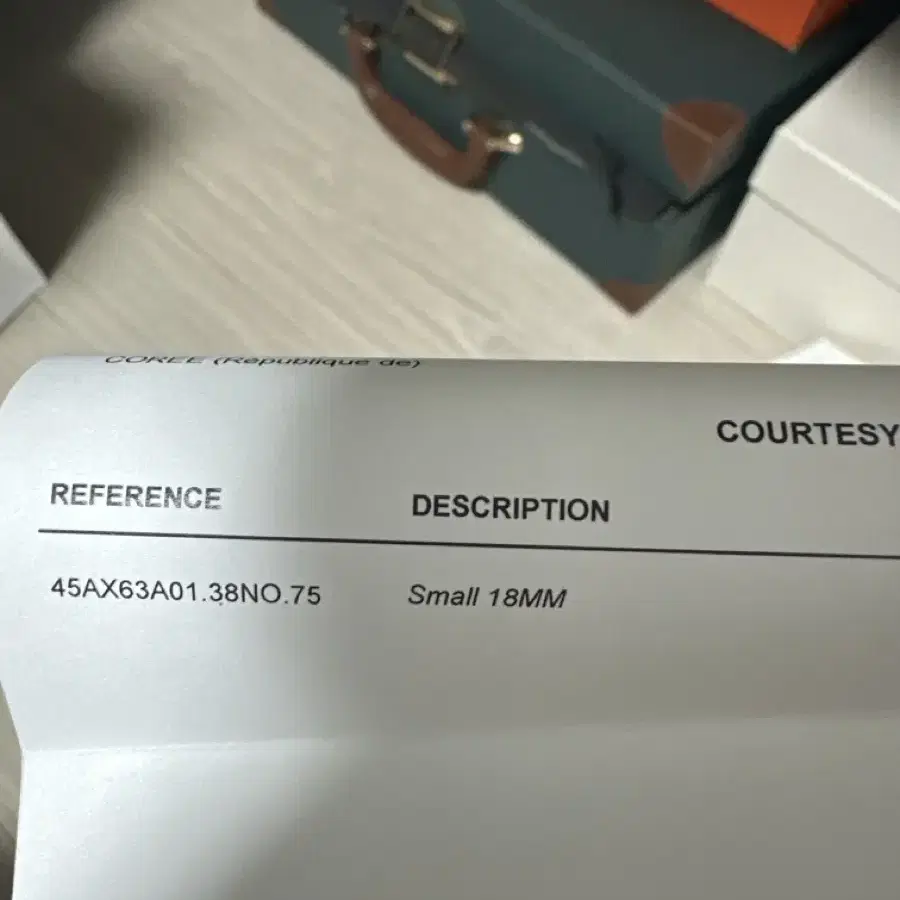 COREE (République de)
COURTESY
REFERENCE DESCRIPTION
45AX63A01.38NO.75 Small 18MM